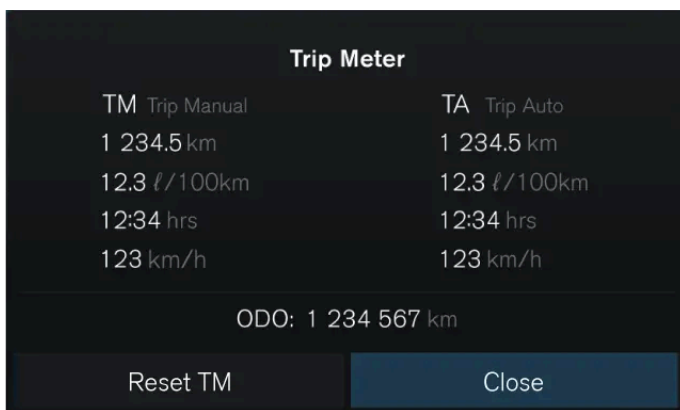 Trip Meter
TM Trip Manual
TA Trip Auto
1 234.5 km
1 234.5 km
12.3 ℓ/100km
12.3 ℓ/100km
12:34 hrs
12:34 hrs
123 km/h
123 km/h
ODO: 1 234 567 km
Reset TM
Close